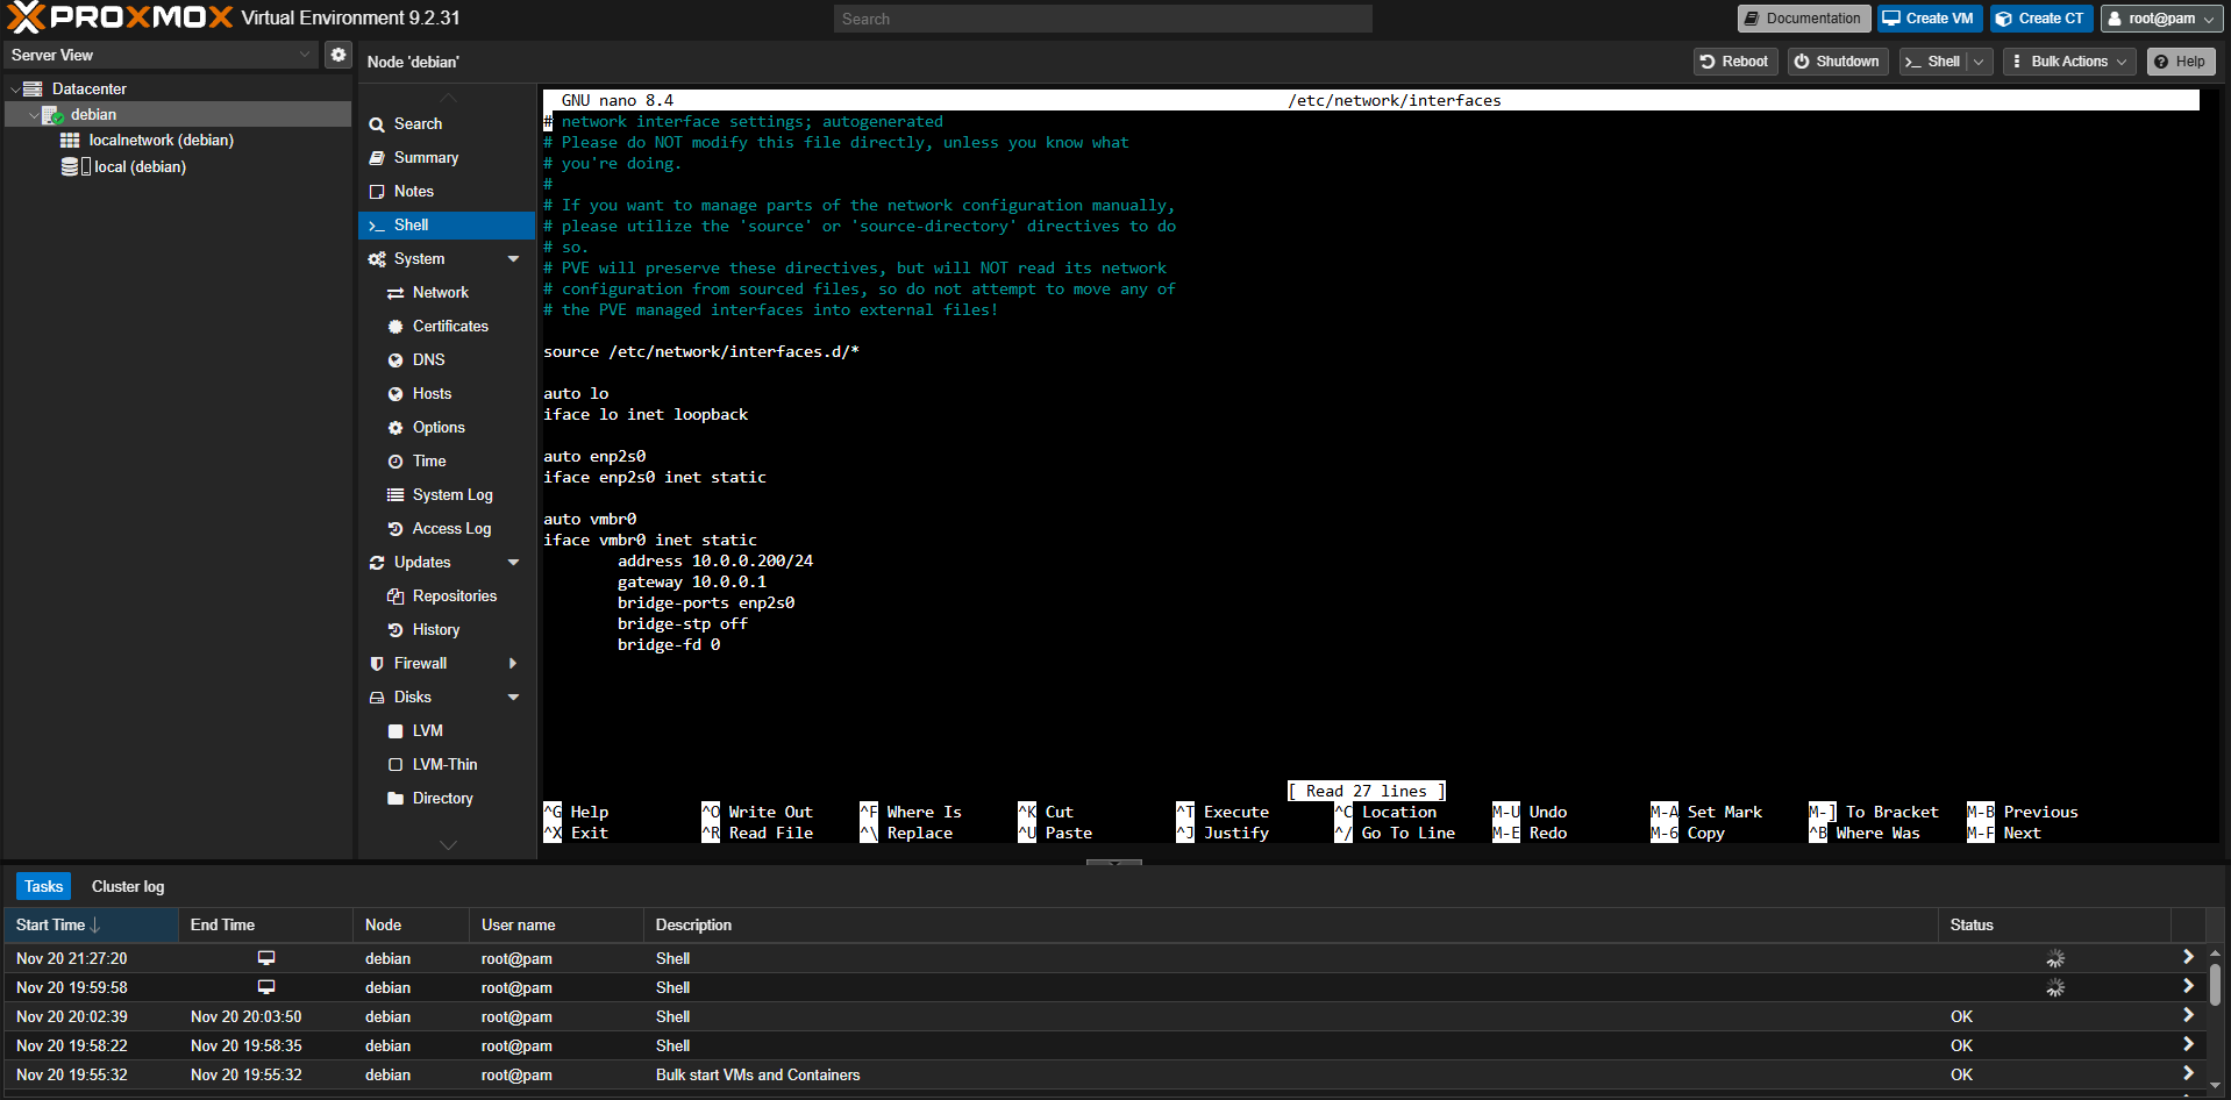 PROXMOX Virtual Environment 9.2.31
Search
Documentation
Create VM
Create CT
root@pam
Server View
Node 'debian'
Reboot
Shutdown
>_ Shell
Bulk Actions
Help
Datacenter
debian
localnetwork (debian)
local (debian)
Search
Summary
Notes
>_ Shell
System
Network
Certificates
DNS
Hosts
Options
Time
System Log
Access Log
Updates
Repositories
History
Firewall
Disks
LVM
LVM-Thin
Directory
GNU nano 8.4 /etc/network/interfaces
# network interface settings; autogenerated
# Please do NOT modify this file directly, unless you know what
# you're doing.
#
# If you want to manage parts of the network configuration manually,
# please utilize the 'source' or 'source-directory' directives to do
# so.
# PVE will preserve these directives, but will NOT read its network
# configuration from sourced files, so do not attempt to move any of
# the PVE managed interfaces into external files!
source /etc/network/interfaces.d/*
auto lo
iface lo inet loopback
auto enp2s0
iface enp2s0 inet static
auto vmbr0
iface vmbr0 inet static
address 10.0.0.200/24
gateway 10.0.0.1
bridge-ports enp2s0
bridge-stp off
bridge-fd 0
[ Read 27 lines ]
^G Help ^O Write Out ^F Where Is ^K Cut ^T Execute ^C Location M-U Undo M-A Set Mark M-] To Bracket M-B Previous
^X Exit ^R Read File ^\ Replace ^U Paste ^J Justify ^/ Go To Line M-E Redo M-6 Copy ^B Where Was M-F Next
Tasks
Cluster log
Start Time End Time Node User name Description Status
Nov 20 21:27:20 debian root@pam Shell
Nov 20 19:59:58 debian root@pam Shell
Nov 20 20:02:39 Nov 20 20:03:50 debian root@pam Shell OK
Nov 20 19:58:22 Nov 20 19:58:35 debian root@pam Shell OK
Nov 20 19:55:32 Nov 20 19:55:32 debian root@pam Bulk start VMs and Containers OK